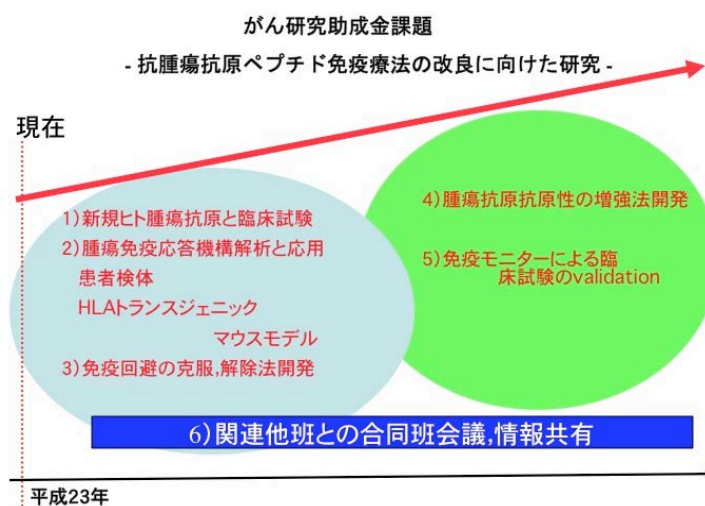 がん研究助成金課題
- 抗腫瘍抗原ペプチド免疫療法の改良に向けた研究 -
現在
1）新規ヒト腫瘍抗原と臨床試験
2）腫瘍免疫応答機構解析と応用
患者検体
HLAトランスジェニック
マウスモデル
3）免疫回避の克服,解除法開発
4）腫瘍抗原抗原性の増強法開発
5）免疫モニターによる臨
床試験のvalidation
6）関連他班との合同班会議,情報共有
平成23年